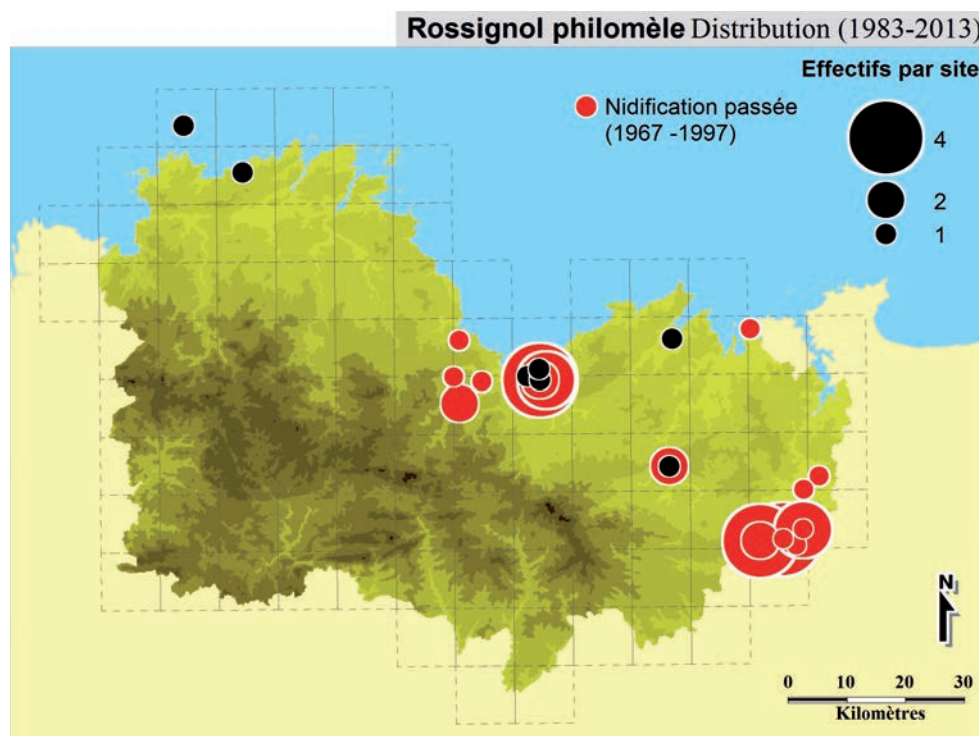 Rossignol philomèle Distribution (1983-2013)
Effectifs par site
Nidification passée
(1967 -1997)
4
2
1
N
0 10 20 30
Kilomètres